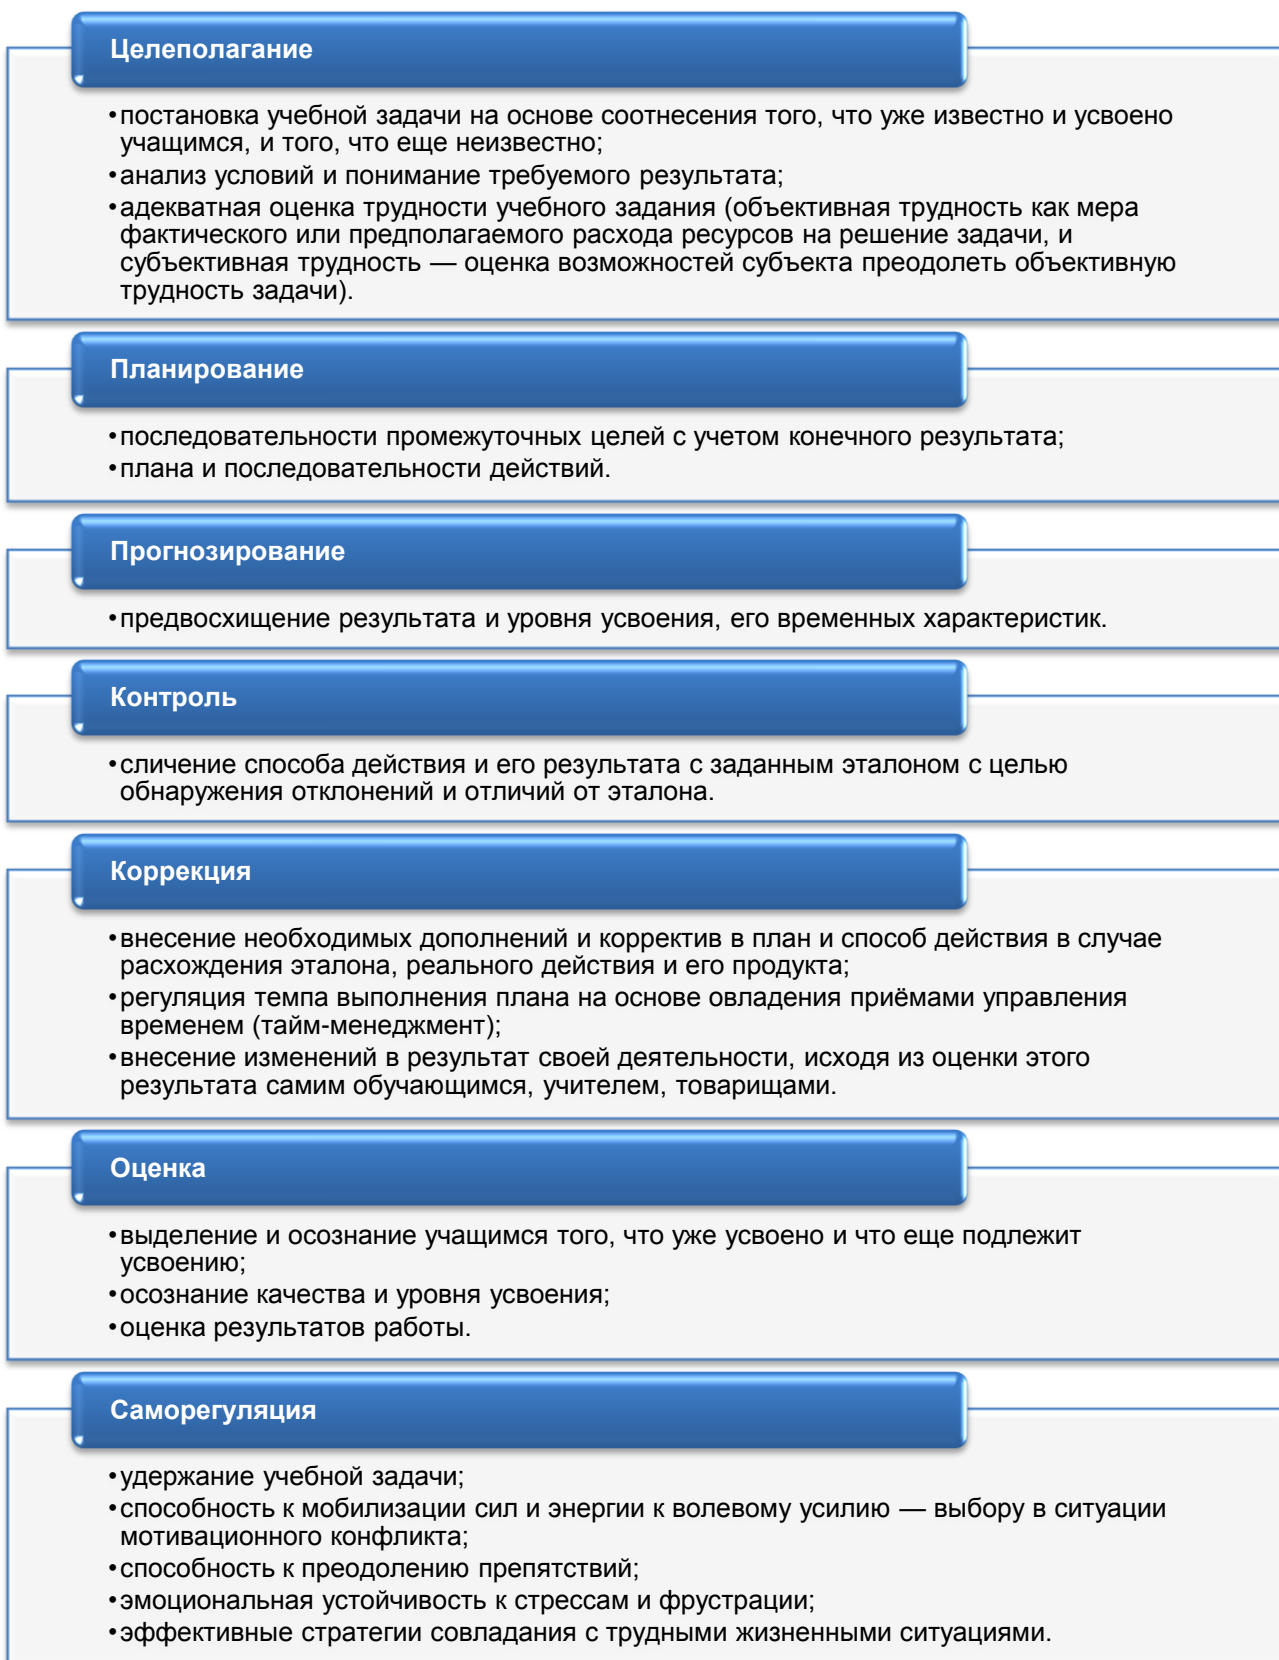 Целеполагание
•постановка учебной задачи на основе соотнесения того, что уже известно и усвоено
учащимся, и того, что еще неизвестно;
•анализ условий и понимание требуемого результата;
•адекватная оценка трудности учебного задания (объективная трудность как мера
фактического или предполагаемого расхода ресурсов на решение задачи, и
субъективная трудность — оценка возможностей субъекта преодолеть объективную
трудность задачи).
Планирование
•последовательности промежуточных целей с учетом конечного результата;
•плана и последовательности действий.
Прогнозирование
•предвосхищение результата и уровня усвоения, его временных характеристик.
Контроль
•сличение способа действия и его результата с заданным эталоном с целью
обнаружения отклонений и отличий от эталона.
Коррекция
•внесение необходимых дополнений и корректив в план и способ действия в случае
расхождения эталона, реального действия и его продукта;
•регуляция темпа выполнения плана на основе овладения приёмами управления
временем (тайм-менеджмент);
•внесение изменений в результат своей деятельности, исходя из оценки этого
результата самим обучающимся, учителем, товарищами.
Оценка
•выделение и осознание учащимся того, что уже усвоено и что еще подлежит
усвоению;
•осознание качества и уровня усвоения;
•оценка результатов работы.
Саморегуляция
•удержание учебной задачи;
•способность к мобилизации сил и энергии к волевому усилию — выбору в ситуации
мотивационного конфликта;
•способность к преодолению препятствий;
•эмоциональная устойчивость к стрессам и фрустрации;
•эффективные стратегии совладания с трудными жизненными ситуациями.